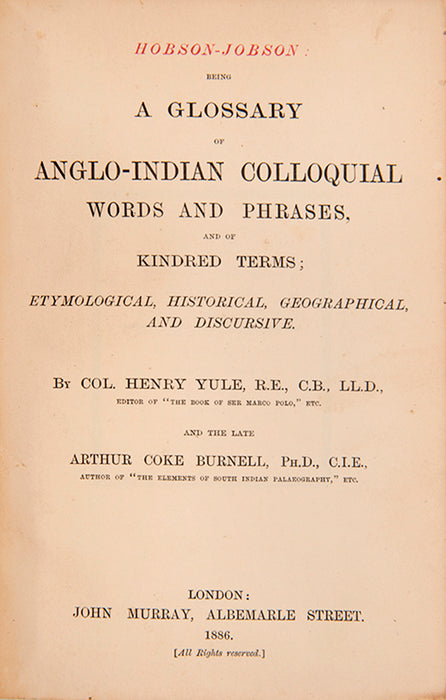 HOBSON-JOBSON:
BEING
A GLOSSARY
OF
ANGLO-INDIAN COLLOQUIAL
WORDS AND PHRASES,
AND OF
KINDRED TERMS;
ETYMOLOGICAL, HISTORICAL, GEOGRAPHICAL,
AND DISCURSIVE.
By COL. HENRY YULE, R.E., C.B., LL.D.,
EDITOR OF "THE BOOK OF SER MARCO POLO," ETC.
AND THE LATE
ARTHUR COKE BURNELL, Ph.D., C.I.E.,
AUTHOR OF "THE ELEMENTS OF SOUTH INDIAN PALAEOGRAPHY," ETC.
LONDON:
JOHN MURRAY, ALBEMARLE STREET.
1886.
[All Rights reserved.]